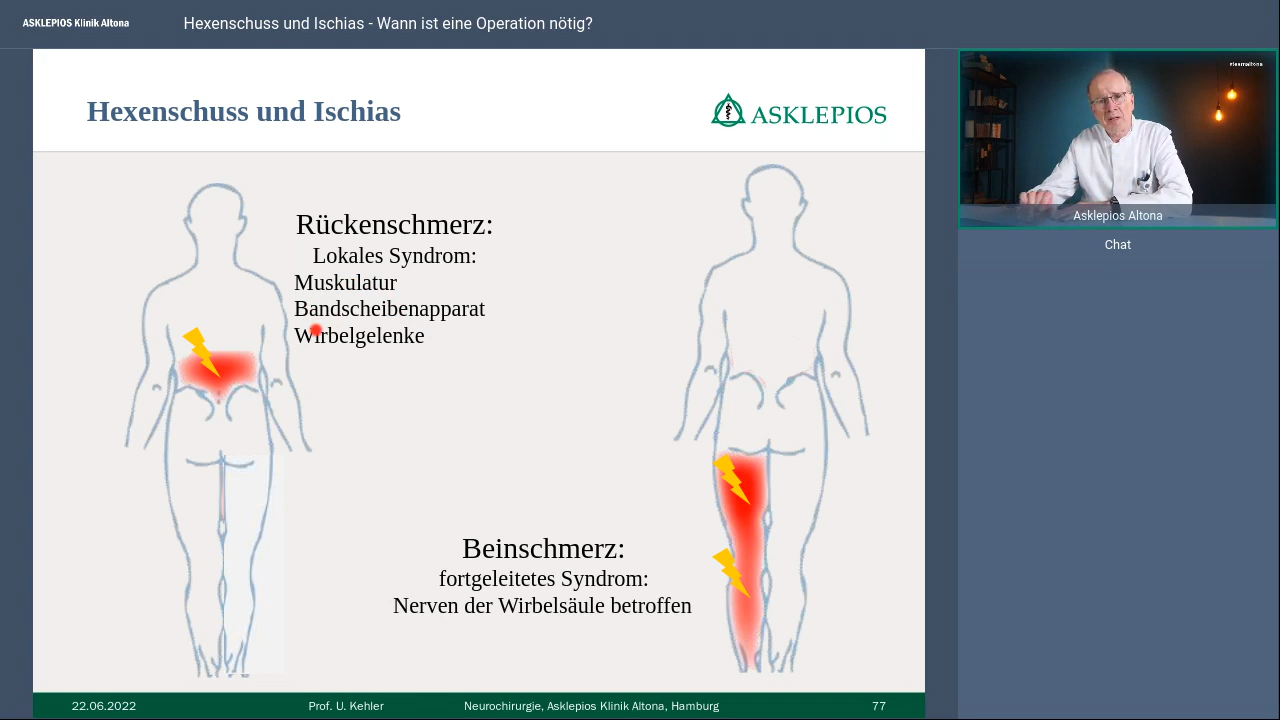 ASKLEPIOS Klinik Altona
Hexenschuss und Ischias - Wann ist eine Operation nötig?
Hexenschuss und Ischias
ASKLEPIOS
Rückenschmerz:
Lokales Syndrom:
Muskulatur
Bandscheibenapparat
Wirbelgelenke
Beinschmerz:
fortgeleitetes Syndrom:
Nerven der Wirbelsäule betroffen
22.06.2022 Prof. U. Kehler Neurochirurgie, Asklepios Klinik Altona, Hamburg 77
#teamaltona
Asklepios Altona
Chat